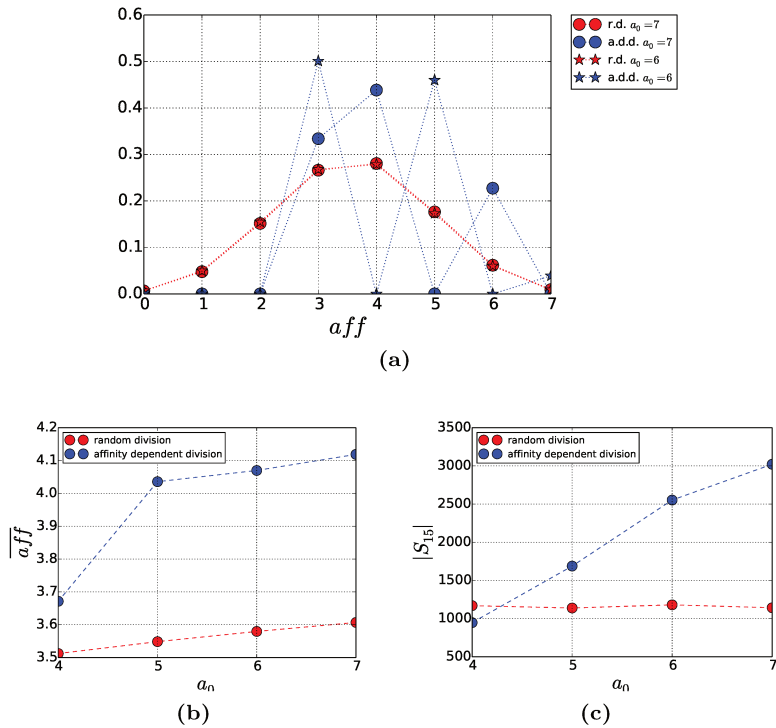 0.6
0.5
0.4
0.3
0.2
0.1
0.0
0 1 2 3 4 5 6 7
aff
r.d. a₀=7
a.d.d. a₀=7
r.d. a₀=6
a.d.d. a₀=6
(a)
4.2
4.1
4.0
3.9
3.8
3.7
3.6
3.5
4 5 6 7
aff
a₀
random division
affinity dependent division
(b)
3500
3000
2500
2000
1500
1000
500
4 5 6 7
|S₁₅|
a₀
random division
affinity dependent division
(c)